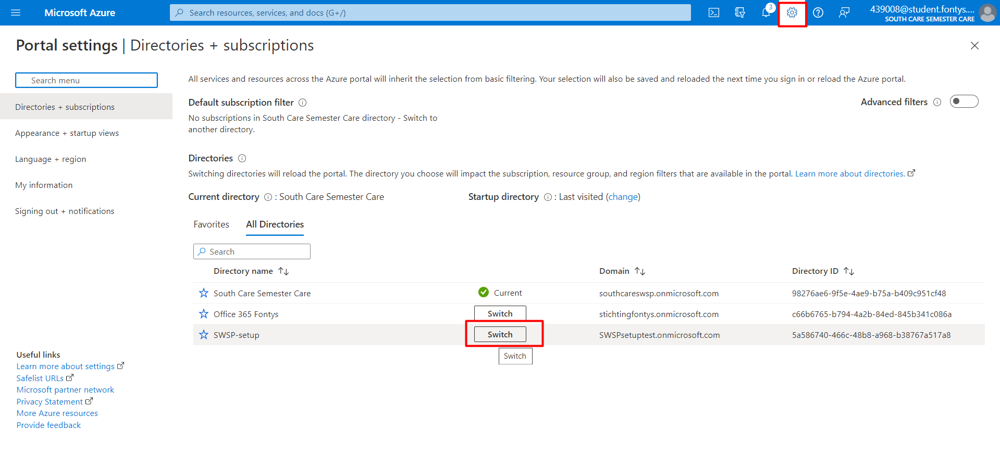 Microsoft Azure
Search resources, services, and docs (G+/)
3
439008@student.fontys....
SOUTH CARE SEMESTER CARE
Portal settings | Directories + subscriptions
Search menu
Directories + subscriptions
Appearance + startup views
Language + region
My information
Signing out + notifications
All services and resources across the Azure portal will inherit the selection from basic filtering. Your selection will also be saved and reloaded the next time you sign in or reload the Azure portal.
Default subscription filter
Advanced filters
No subscriptions in South Care Semester Care directory - Switch to
another directory.
Directories
Switching directories will reload the portal. The directory you choose will impact the subscription, resource group, and region filters that are available in the portal. Learn more about directories.
Current directory : South Care Semester Care
Startup directory : Last visited (change)
Favorites
All Directories
Search
Directory name
Domain
Directory ID
South Care Semester Care
Current
southcareswsp.onmicrosoft.com
98276ae6-9f5e-4ae9-b75a-b409c951cf48
Office 365 Fontys
Switch
stichtingfontys.onmicrosoft.com
c66b6765-b794-4a2b-84ed-845b341c086a
SWSP-setup
Switch
SWSPsetuptest.onmicrosoft.com
5a586740-466c-48b8-a968-b38767a517a8
Switch
Useful links
Learn more about settings
Safelist URLs
Microsoft partner network
Privacy Statement
More Azure resources
Provide feedback